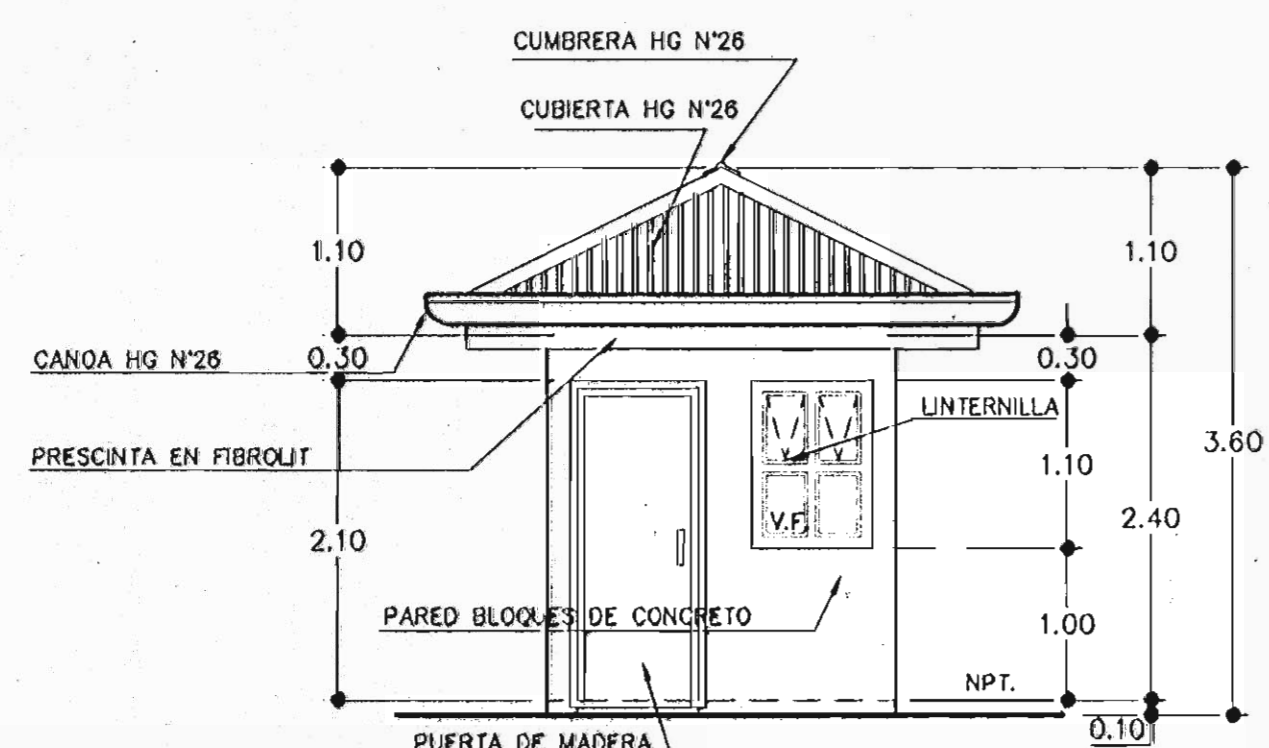 CUMBRERA HG N°26
CUBIERTA HG N°26
1.10
1.10
CANOA HG N°26
0.30
0.30
LINTERNILLA
PRESCINTA EN FIBROLIT
3.60
1.10
2.40
V.F.
2.10
PARED BLOQUES DE CONCRETO
1.00
NPT.
0.10
PUERTA DE MADERA